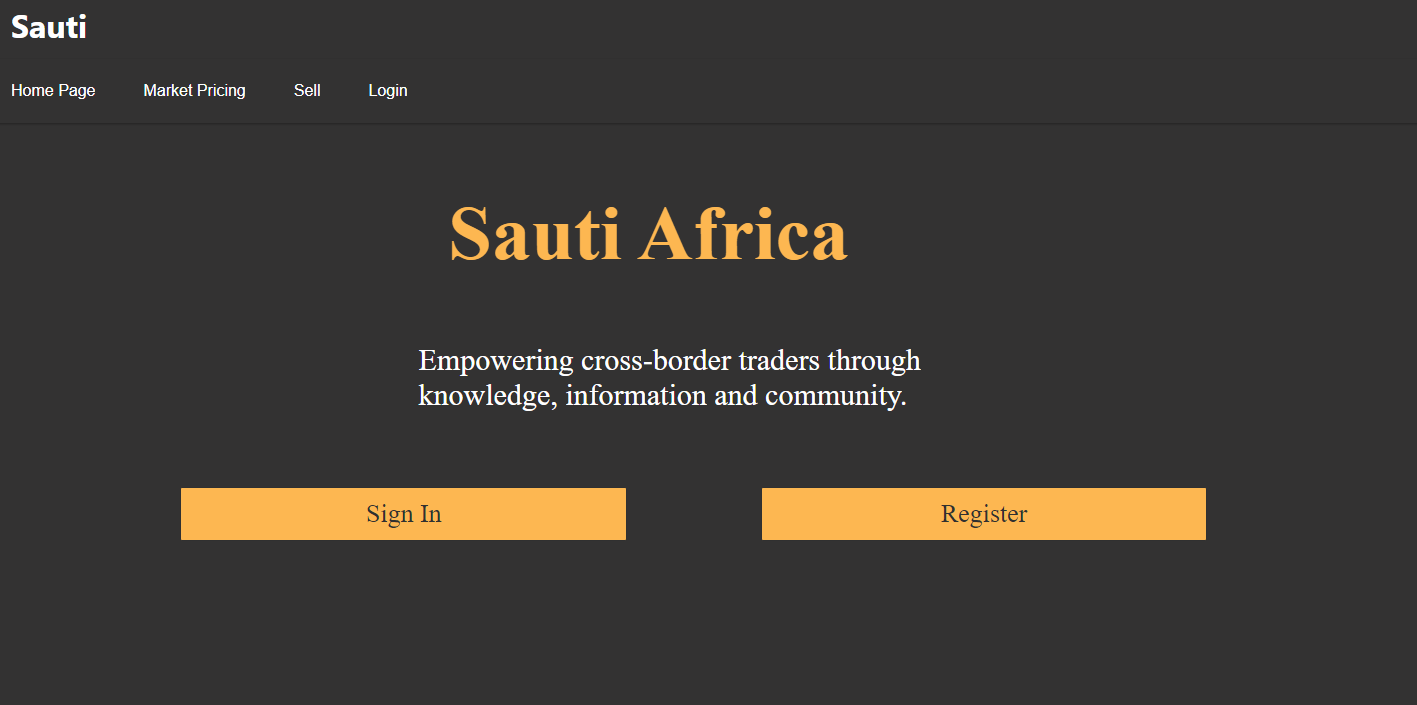 Sauti
Home Page Market Pricing Sell Login
Sauti Africa
Empowering cross-border traders through
knowledge, information and community.
Sign In Register